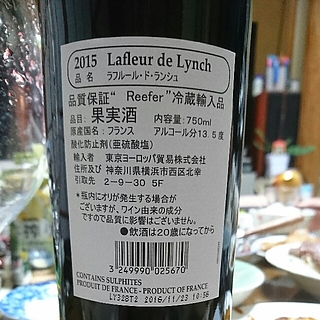 2015 Lafleur de Lynch
品名 ラフルール・ド・ランシュ
品質保証“ Reefer”冷蔵輸入品
品目:果実酒 内容量:750ml
原産国名:フランス アルコール分13.5度
酸化防止剤(亜硫酸塩)
輸入者 東京ヨーロッパ貿易株式会社
住所及び 神奈川県横浜市西区北幸
引取先 2-9-30 5F
*瓶内にオリが発生する場合が
ございますが、ワイン由来の成分
ですので品質に影響はございません。
●飲酒は20歳になってから
3 249990 025670
CONTAINS SULPHITES
PRODUIT DE FRANCE - PRODUCT OF FRANCE
LY328T2 2016/11/23 10:56